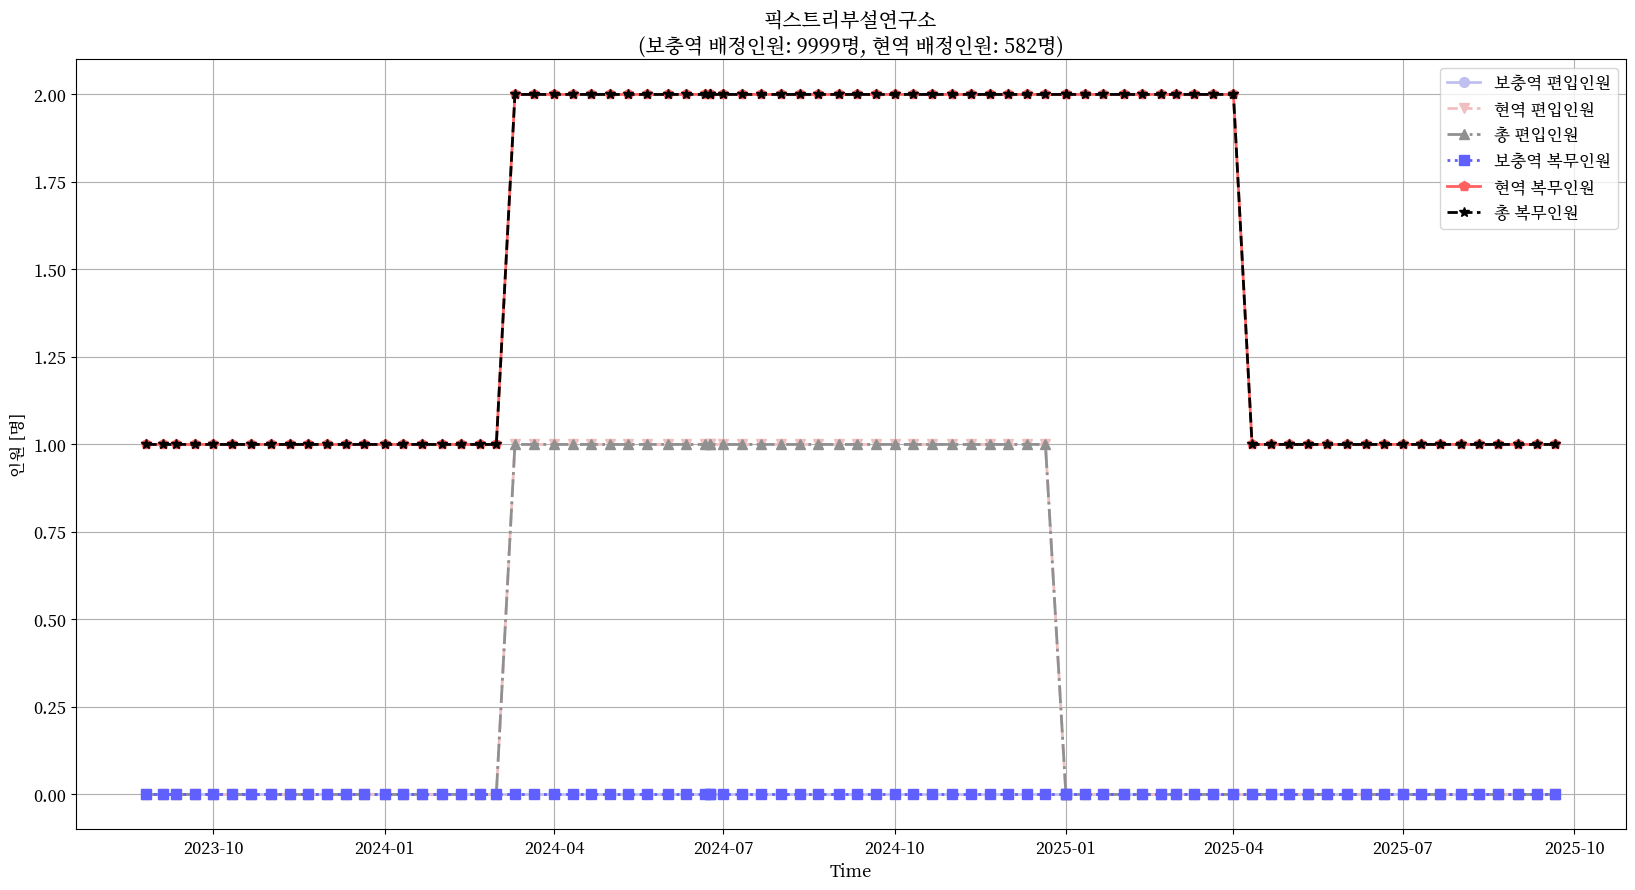 픽스트리부설연구소
(보충역 배정인원: 9999명, 현역 배정인원: 582명)
보충역 편입인원
현역 편입인원
총 편입인원
보충역 복무인원
현역 복무인원
총 복무인원
2.00
1.75
1.50
1.25
1.00
0.75
0.50
0.25
0.00
인원 [명]
2023-10
2024-01
2024-04
2024-07
2024-10
2025-01
2025-04
2025-07
2025-10
Time